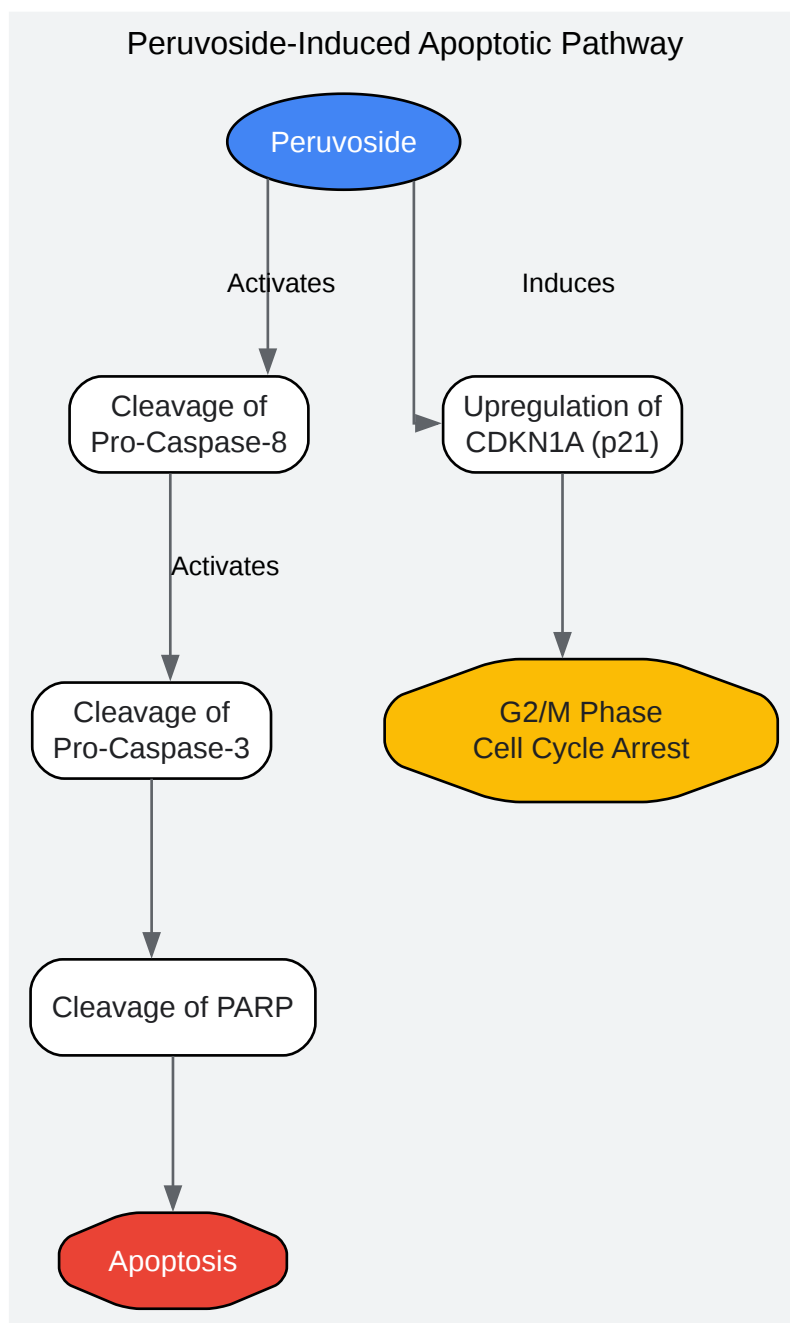 Peruvoside-Induced Apoptotic Pathway
Peruvoside
Activates
Induces
Cleavage of
Pro-Caspase-8
Upregulation of
CDKN1A (p21)
Activates
Cleavage of
Pro-Caspase-3
G2/M Phase
Cell Cycle Arrest
Cleavage of PARP
Apoptosis